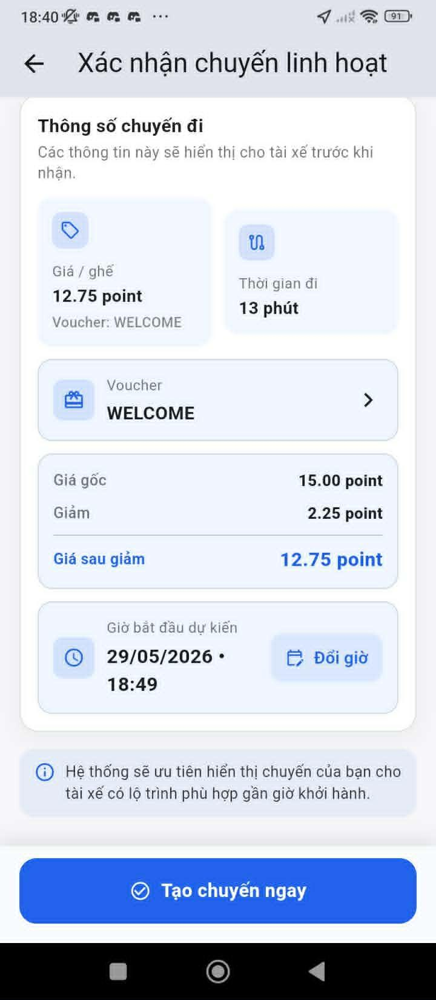 18:40
91
Xác nhận chuyến linh hoạt
Thông số chuyến đi
Các thông tin này sẽ hiển thị cho tài xế trước khi
nhận.
Giá / ghế
12.75 point
Voucher: WELCOME
Thời gian đi
13 phút
Voucher
WELCOME
Giá gốc
15.00 point
Giảm
2.25 point
Giá sau giảm
12.75 point
Giờ bắt đầu dự kiến
29/05/2026 •
18:49
Đổi giờ
Hệ thống sẽ ưu tiên hiển thị chuyến của bạn cho
tài xế có lộ trình phù hợp gần giờ khởi hành.
Tạo chuyến ngay